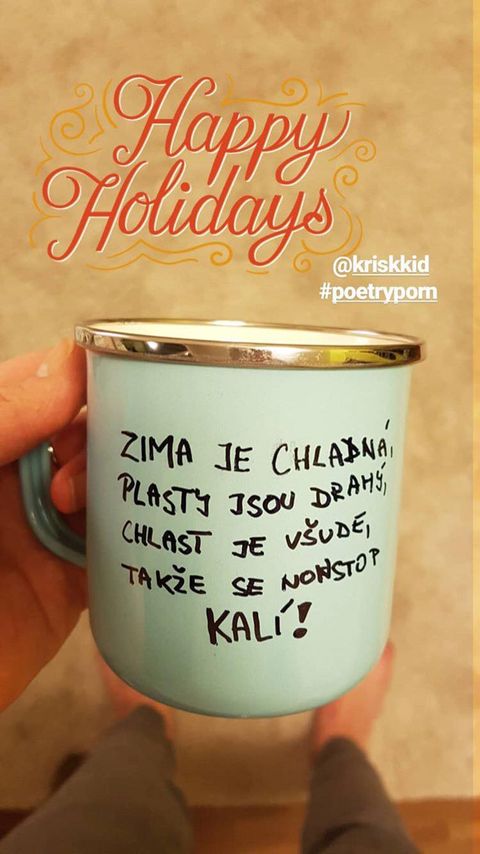 Happy
Holidays
@kriskkid
#poetryporn
ZIMA JE CHLADNÁ,
PLASTY JSOU DRAHÝ,
CHLAST JE VŠUDE,
TAKŽE SE NONSTOP
KALÍ!